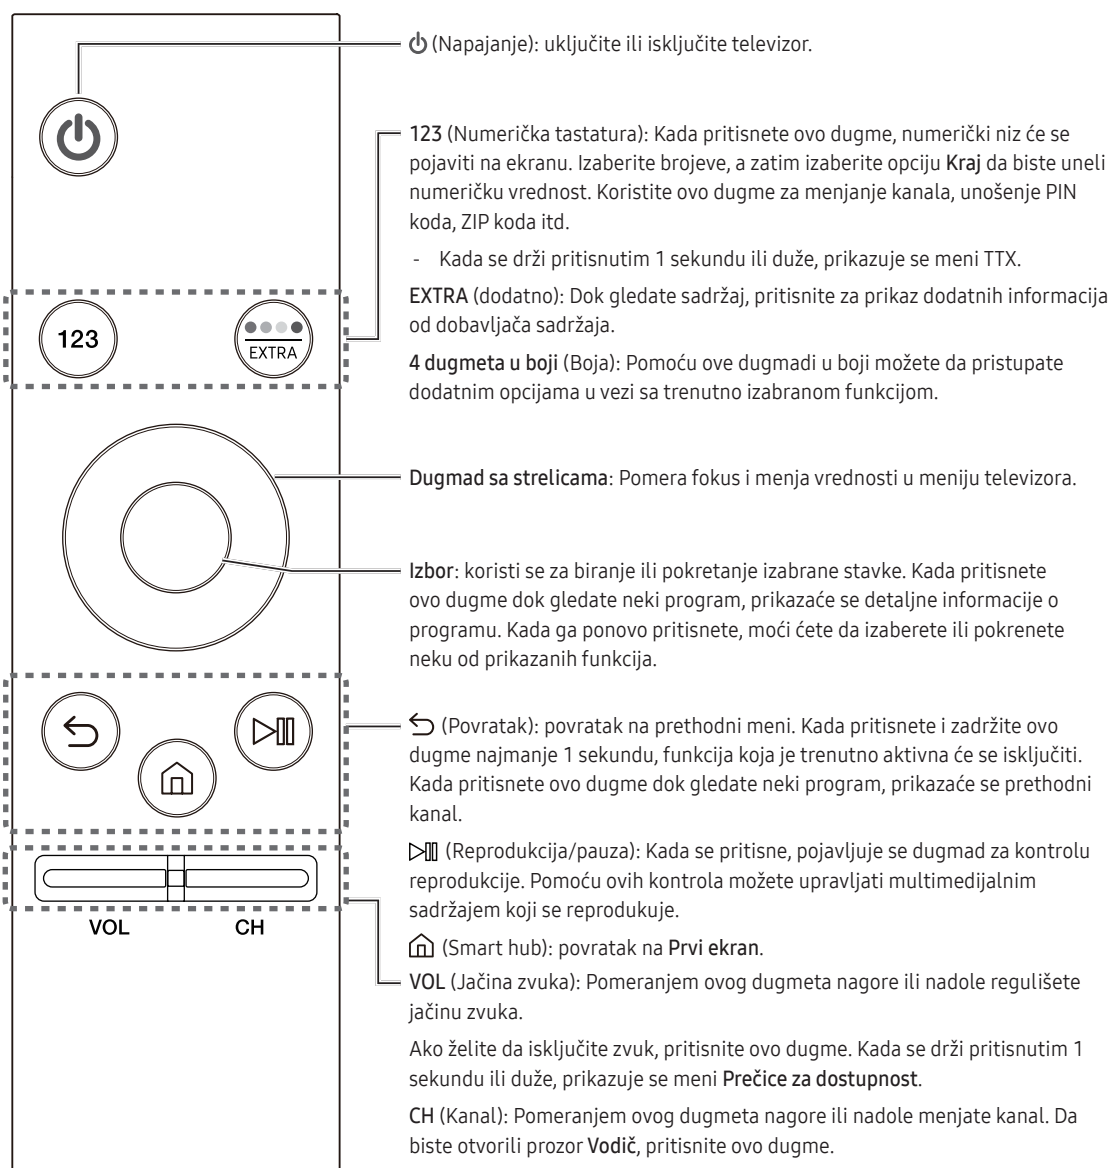 (Napajanje): uključite ili isključite televizor.
123 (Numerička tastatura): Kada pritisnete ovo dugme, numerički niz će se
pojaviti na ekranu. Izaberite brojeve, a zatim izaberite opciju Kraj da biste uneli
numeričku vrednost. Koristite ovo dugme za menjanje kanala, unošenje PIN
koda, ZIP koda itd.
- Kada se drži pritisnutim 1 sekundu ili duže, prikazuje se meni TTX.
EXTRA (dodatno): Dok gledate sadržaj, pritisnite za prikaz dodatnih informacija
od dobavljača sadržaja.
4 dugmeta u boji (Boja): Pomoću ove dugmadi u boji možete da pristupate
dodatnim opcijama u vezi sa trenutno izabranom funkcijom.
123
EXTRA
Dugmad sa strelicama: Pomera fokus i menja vrednosti u meniju televizora.
Izbor: koristi se za biranje ili pokretanje izabrane stavke. Kada pritisnete
ovo dugme dok gledate neki program, prikazaće se detaljne informacije o
programu. Kada ga ponovo pritisnete, moći ćete da izaberete ili pokrenete
neku od prikazanih funkcija.
(Povratak): povratak na prethodni meni. Kada pritisnete i zadržite ovo
dugme najmanje 1 sekundu, funkcija koja je trenutno aktivna će se isključiti.
Kada pritisnete ovo dugme dok gledate neki program, prikazaće se prethodni
kanal.
(Reprodukcija/pauza): Kada se pritisne, pojavljuje se dugmad za kontrolu
reprodukcije. Pomoću ovih kontrola možete upravljati multimedijalnim
sadržajem koji se reprodukuje.
(Smart hub): povratak na Prvi ekran.
VOL
CH
VOL (Jačina zvuka): Pomeranjem ovog dugmeta nagore ili nadole regulišete
jačinu zvuka.
Ako želite da isključite zvuk, pritisnite ovo dugme. Kada se drži pritisnutim 1
sekundu ili duže, prikazuje se meni Prečice za dostupnost.
CH (Kanal): Pomeranjem ovog dugmeta nagore ili nadole menjate kanal. Da
biste otvorili prozor Vodič, pritisnite ovo dugme.